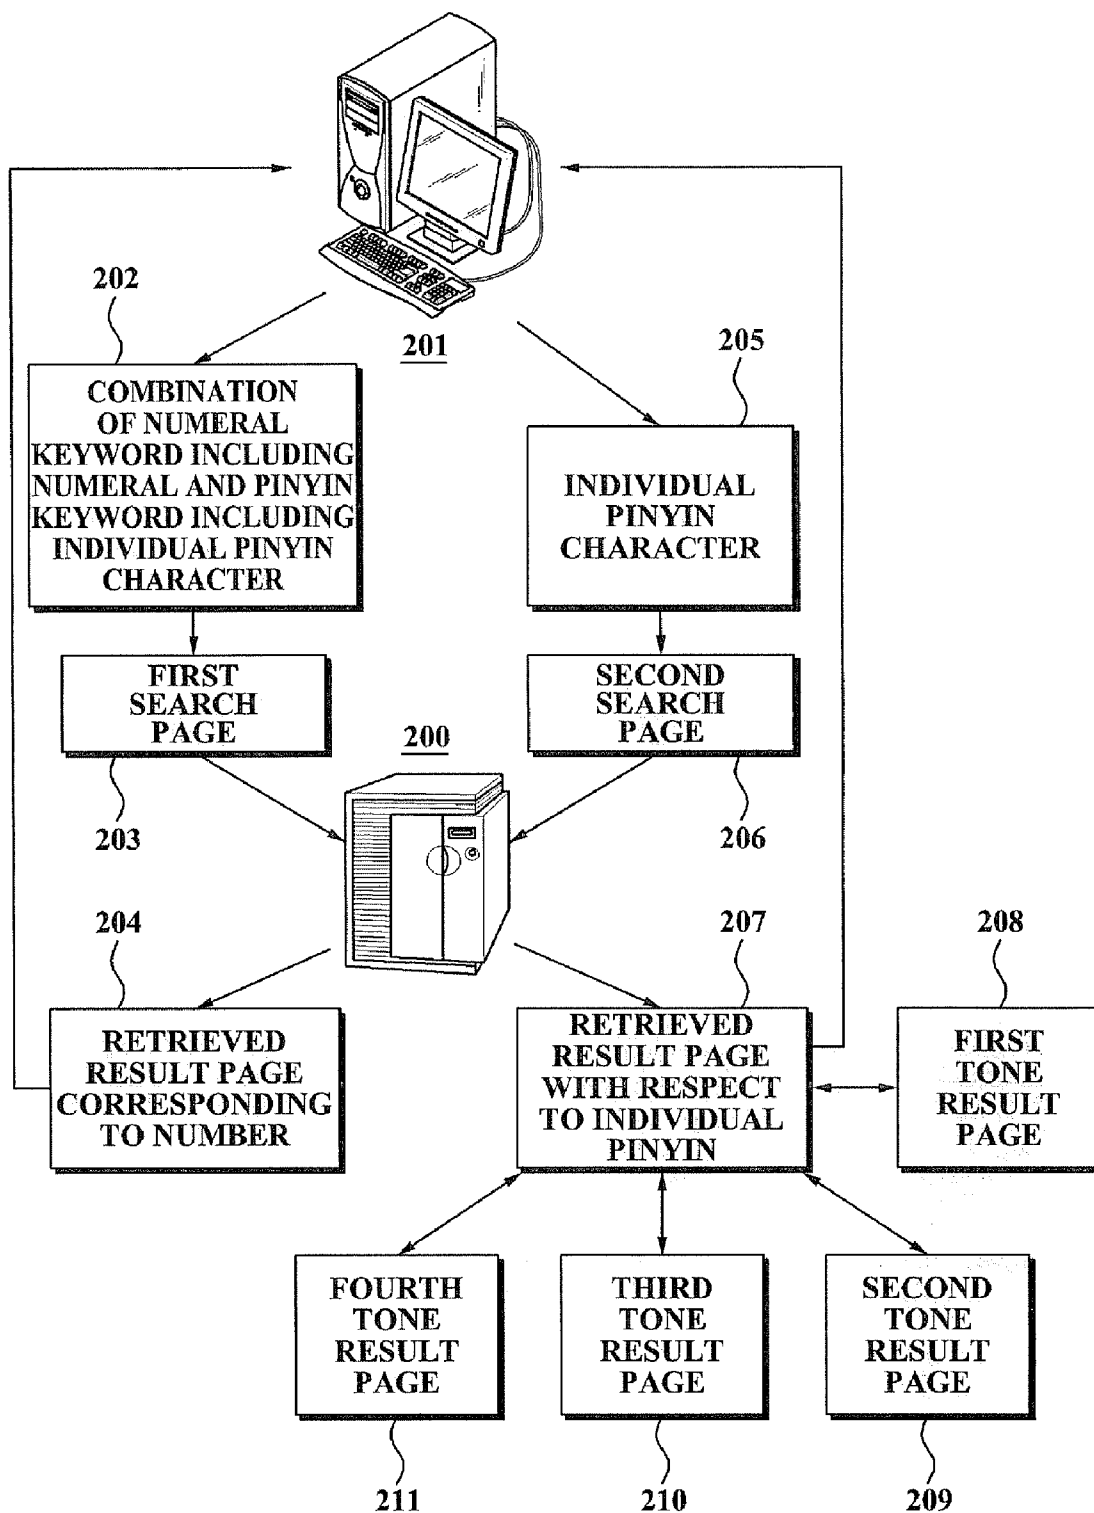 202
201
205
COMBINATION
OF NUMERAL
KEYWORD INCLUDING
NUMERAL AND PINYIN
KEYWORD INCLUDING
INDIVIDUAL PINYIN
CHARACTER
INDIVIDUAL
PINYIN
CHARACTER
FIRST
SEARCH
PAGE
SECOND
SEARCH
PAGE
200
203
206
204
207
208
RETRIEVED
RESULT PAGE
CORRESPONDING
TO NUMBER
RETRIEVED
RESULT PAGE
WITH RESPECT
TO INDIVIDUAL
PINYIN
FIRST
TONE
RESULT
PAGE
FOURTH
TONE
RESULT
PAGE
THIRD
TONE
RESULT
PAGE
SECOND
TONE
RESULT
PAGE
211
210
209